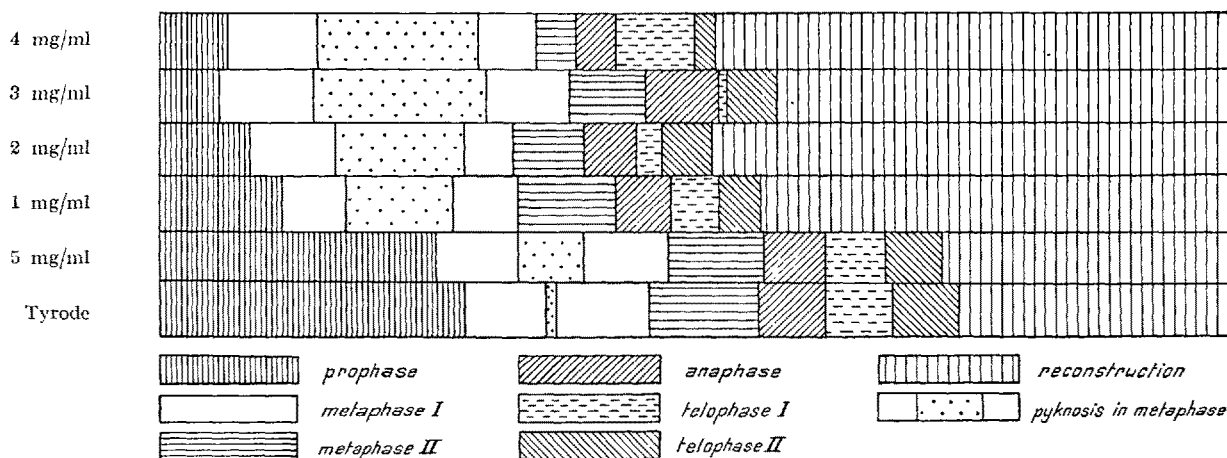 4 mg/ml
3 mg/ml
2 mg/ml
1 mg/ml
5 mg/ml
Tyrode
prophase anaphase reconstruction
metaphase I telophase I pyknosis in metaphase
metaphase II telophase II